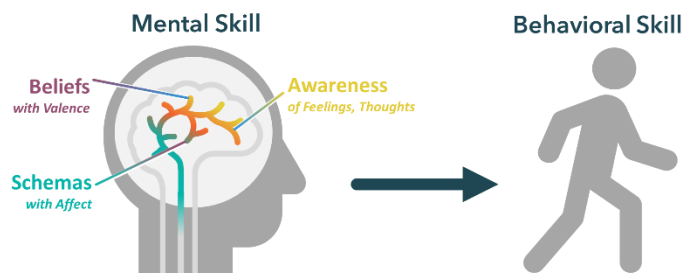 Mental Skill
Behavioral Skill
Beliefs
with Valence
Awareness
of Feelings, Thoughts
Schemas
with Affect